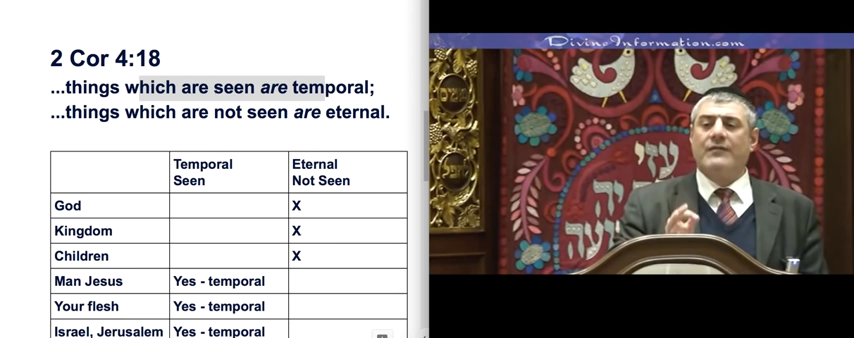 2 Cor 4:18
...things which are seen are temporal;
...things which are not seen are eternal.
Temporal Seen Eternal Not Seen
God X
Kingdom X
Children X
Man Jesus Yes - temporal
Your flesh Yes - temporal
Israel, Jerusalem Yes - temporal
DivineInformation.com
עזי
יה